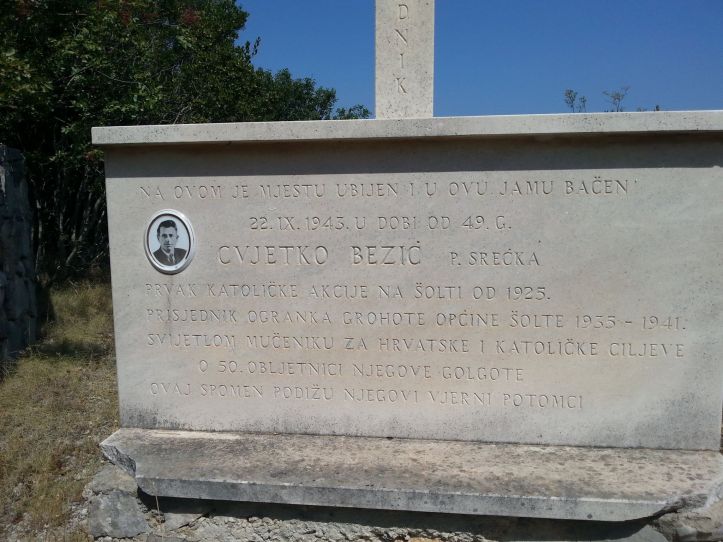 DNIK
NA OVOM JE MJESTU UBIJEN I U OVU JAMU BAČEN
22.IX.1943. U DOBI OD 49. G.
CVJETKO BEZIĆ P. SREĆKA
PRVAK KATOLIČKE AKCIJE NA ŠOLTI OD 1925.
PRISJEDNIK OGRANKA GROHOTE OPĆINE ŠOLTE 1935 - 1941.
SVIJETLOM MUČENIKU ZA HRVATSKE I KATOLIČKE CILJEVE
O 50. OBLJETNICI NJEGOVE GOLGOTE
OVAJ SPOMEN PODIŽU NJEGOVI VJERNI POTOMCI